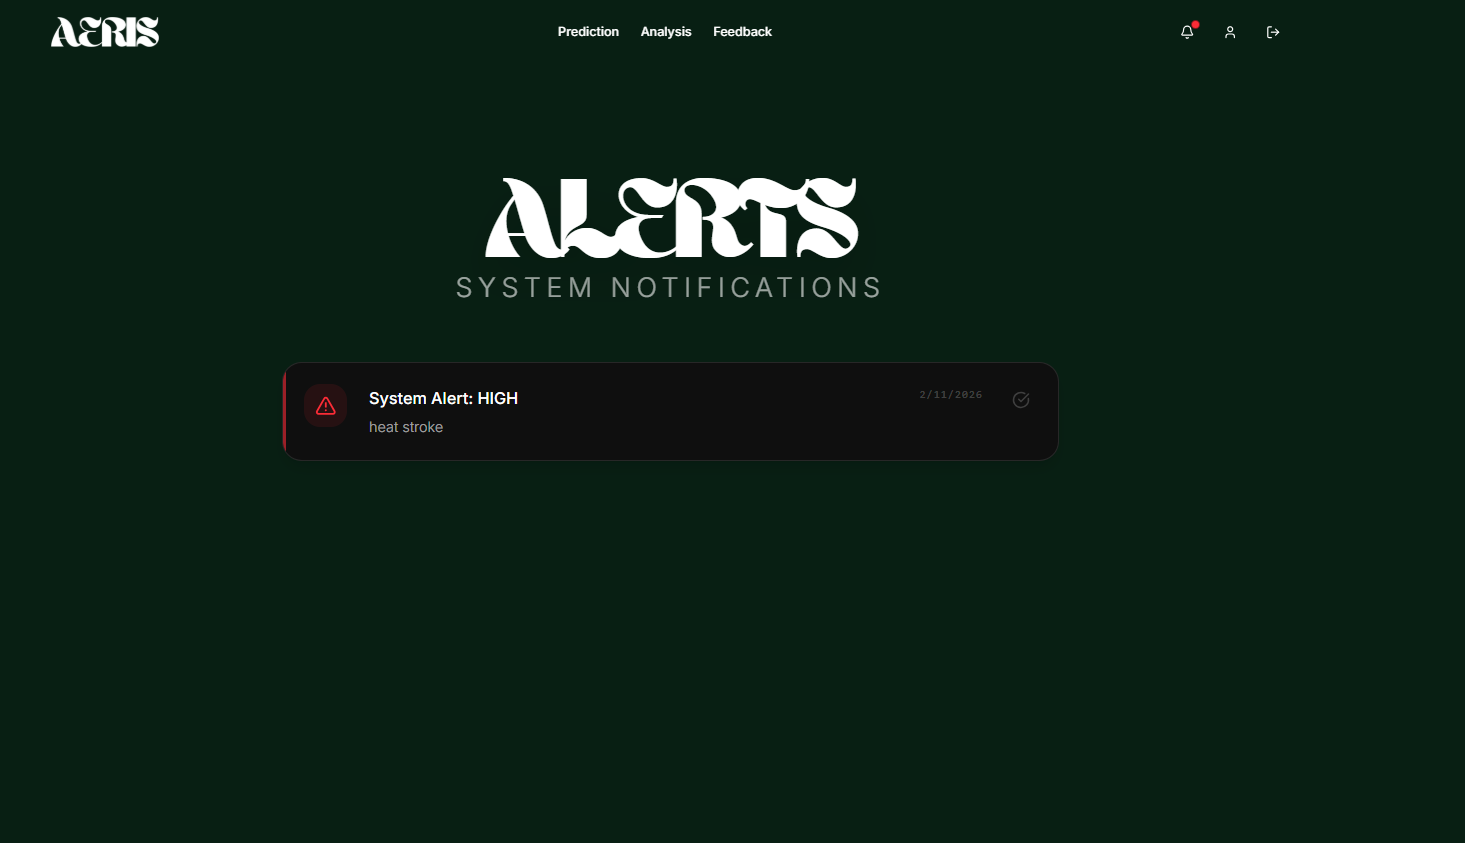 AERIS
Prediction Analysis Feedback
ALERTS
SYSTEM NOTIFICATIONS
System Alert: HIGH
2/11/2026
heat stroke